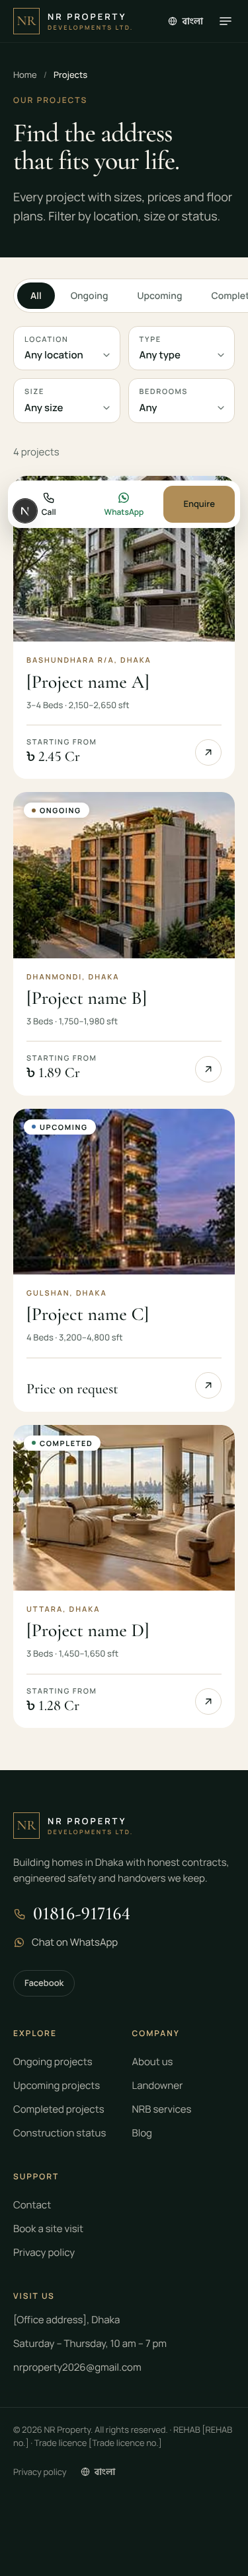 NR
NR PROPERTY
DEVELOPMENTS LTD.
বাংলা
Home / Projects
OUR PROJECTS
Find the address
that fits your life.
Every project with sizes, prices and floor
plans. Filter by location, size or status.
All
Ongoing
Upcoming
Complet
LOCATION
Any location
TYPE
Any type
SIZE
Any size
BEDROOMS
Any
4 projects
N
Call
WhatsApp
Enquire
BASHUNDHARA R/A, DHAKA
[Project name A]
3–4 Beds · 2,150–2,650 sft
STARTING FROM
৳ 2.45 Cr
ONGOING
DHANMONDI, DHAKA
[Project name B]
3 Beds · 1,750–1,980 sft
STARTING FROM
৳ 1.89 Cr
UPCOMING
GULSHAN, DHAKA
[Project name C]
4 Beds · 3,200–4,800 sft
Price on request
COMPLETED
UTTARA, DHAKA
[Project name D]
3 Beds · 1,450–1,650 sft
STARTING FROM
৳ 1.28 Cr
NR
NR PROPERTY
DEVELOPMENTS LTD.
Building homes in Dhaka with honest contracts,
engineered safety and handovers we keep.
01816-917164
Chat on WhatsApp
Facebook
EXPLORE
Ongoing projects
Upcoming projects
Completed projects
Construction status
COMPANY
About us
Landowner
NRB services
Blog
SUPPORT
Contact
Book a site visit
Privacy policy
VISIT US
[Office address], Dhaka
Saturday – Thursday, 10 am – 7 pm
nrproperty2026@gmail.com
© 2026 NR Property. All rights reserved. · REHAB [REHAB
no.] · Trade licence [Trade licence no.]
Privacy policy
বাংলা